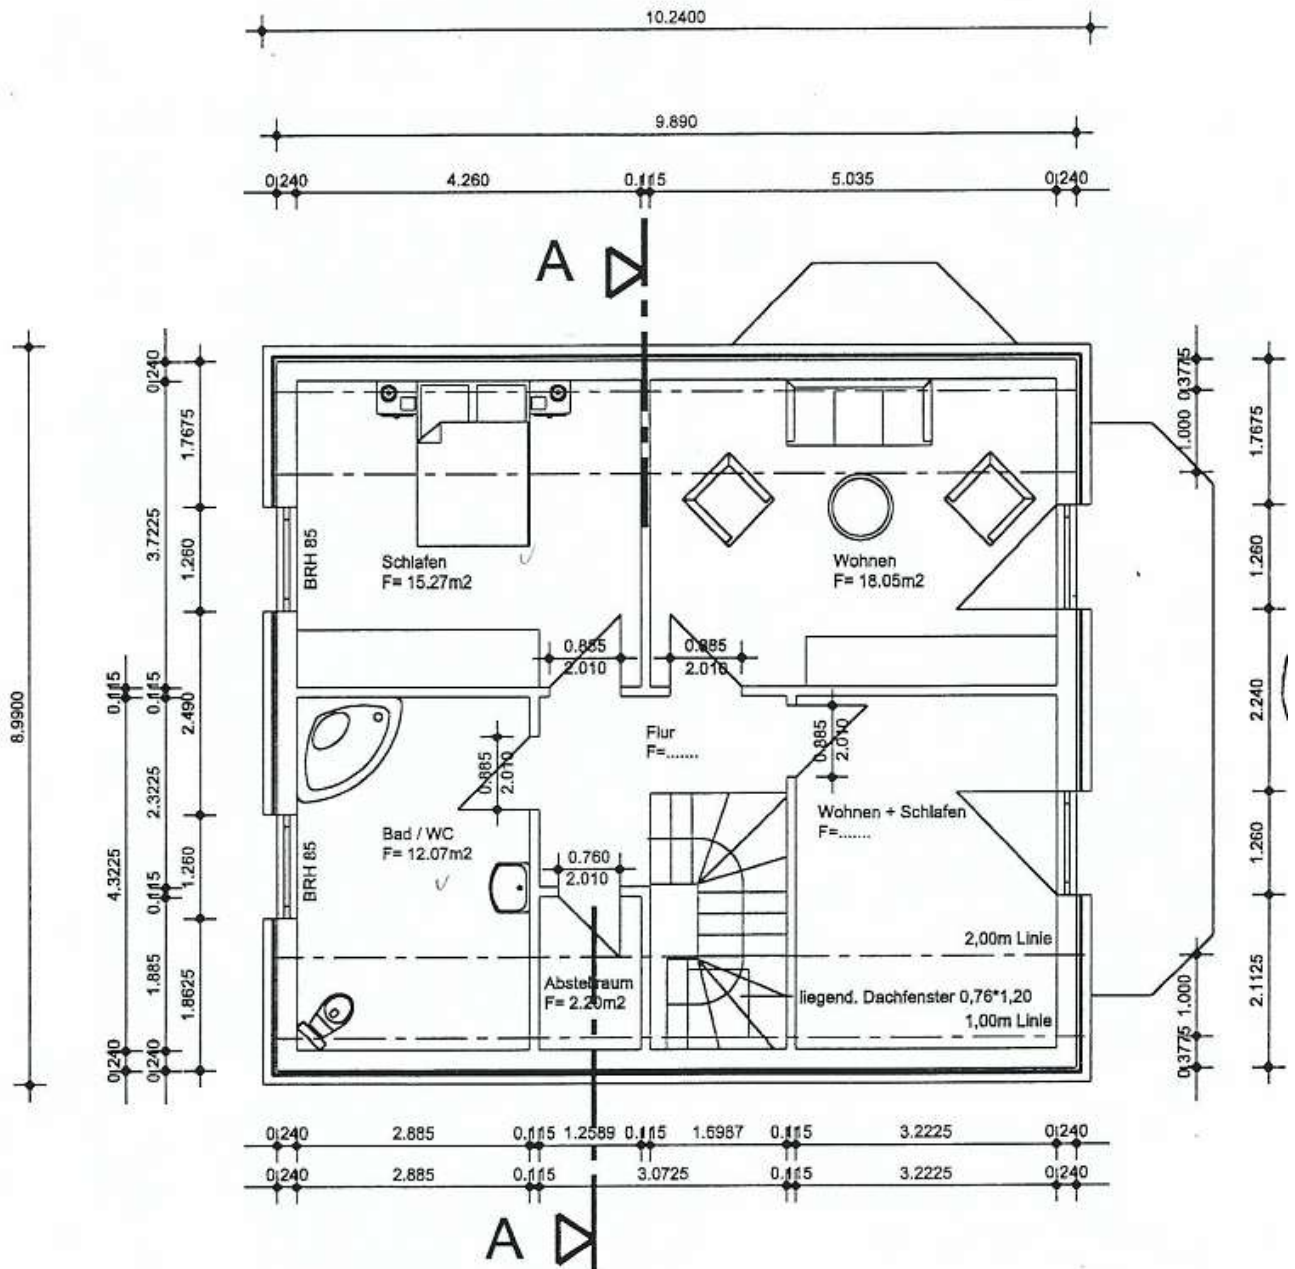 10.2400
9.890
0.240 4.260 0.115 5.035 0.240
A
0.240
0.3775
1.7675
1.000
1.7675
3.7225
1.260
BRH 85
Schlafen
F= 15.27m2
Wohnen
F= 18.05m2
1.260
0.885
2.010
0.885
2.010
8.9900
0.115
0.115
2.490
2.240
Flur
F=.......
0.885
2.010
0.885
2.010
2.3225
4.3225
Bad / WC
F= 12.07m2
Wohnen + Schlafen
F=.......
0.760
2.010
1.260
BRH 85
1.260
0.115
2,00m Linie
1.885
1.8625
Abstellraum
F= 2.20m2
liegend. Dachfenster 0,76*1,20
1,00m Linie
1.000
2.1125
0.240
0.240
0.3775
0.240 2.885 0.115 1.2589 0.115 1.6987 0.115 3.2225 0.240
0.240 2.885 0.115 3.0725 0.115 3.2225 0.240
A